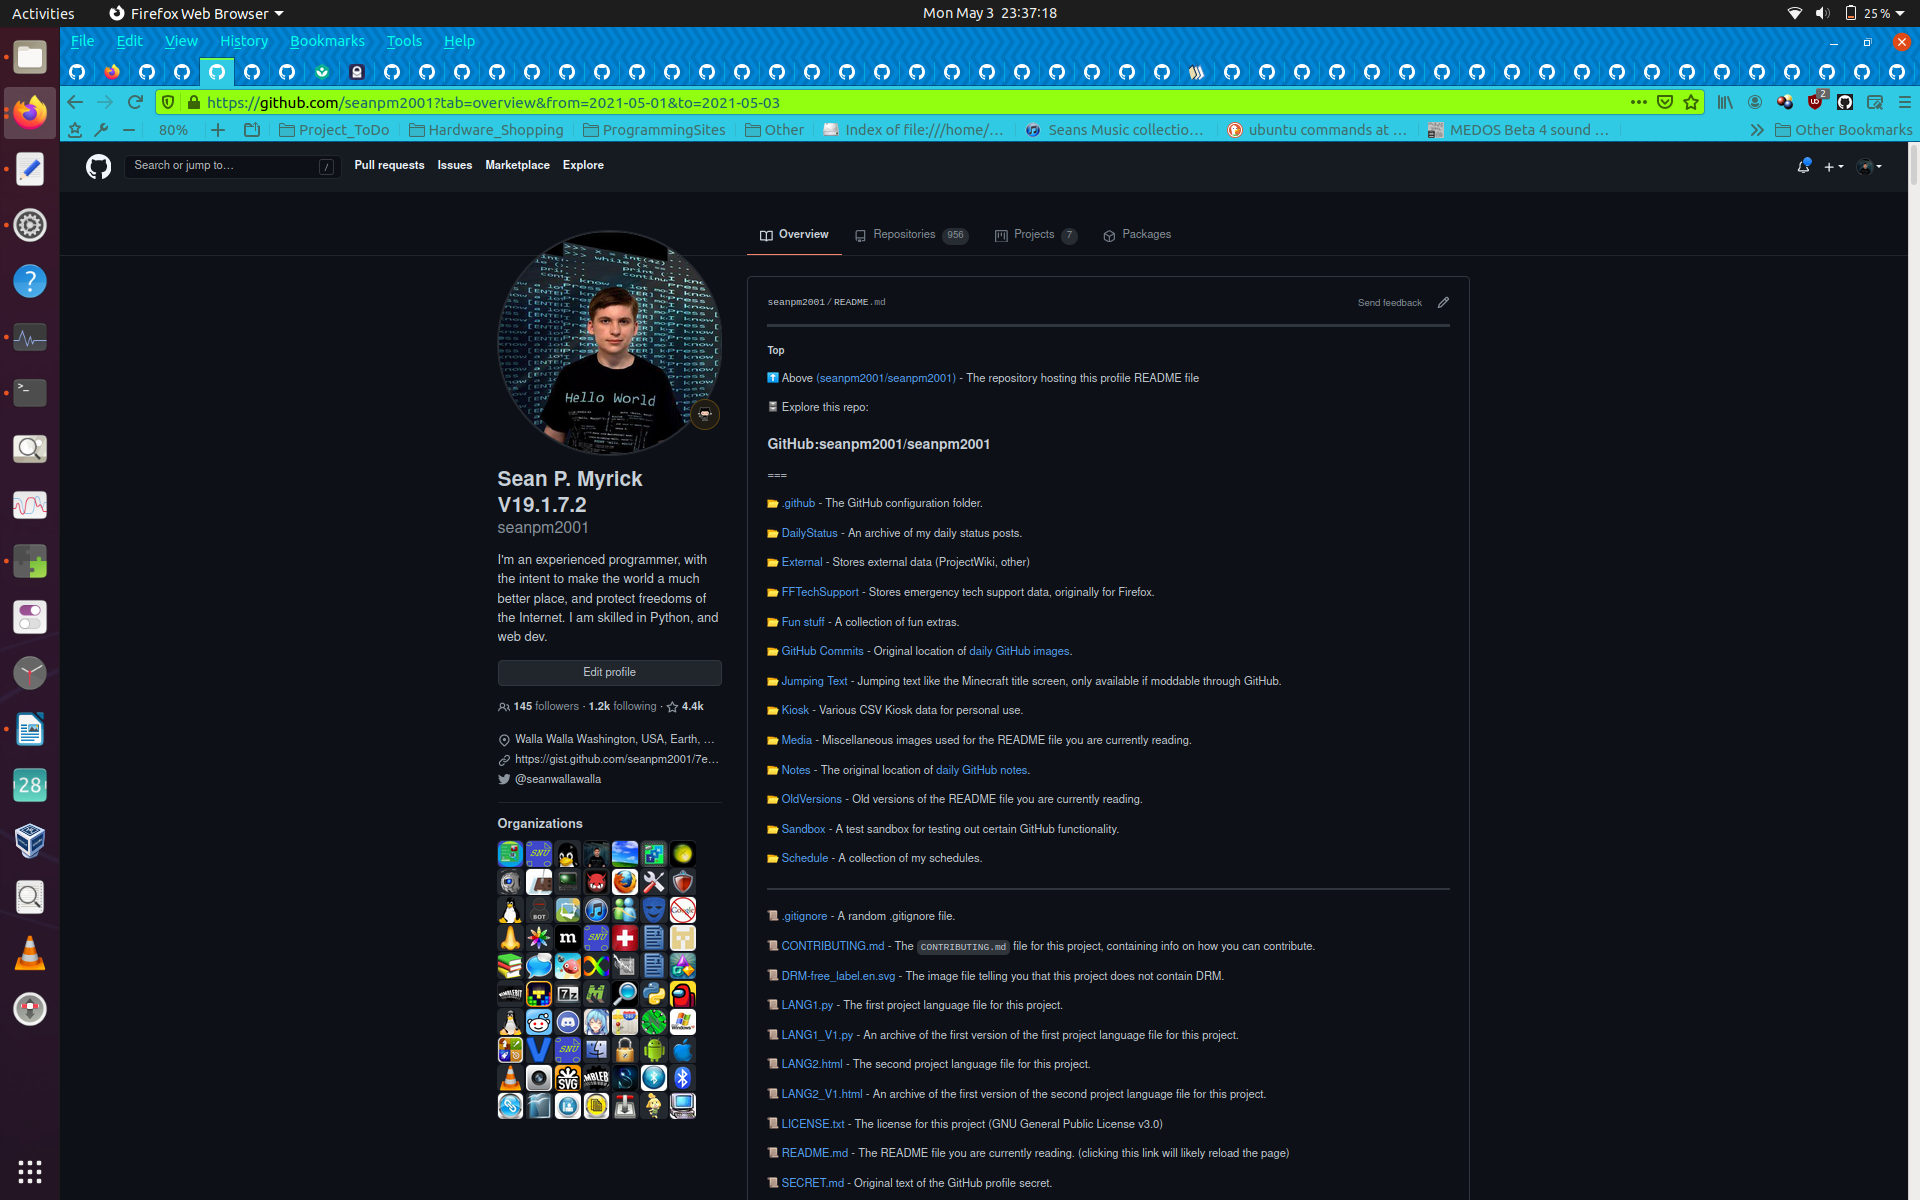 Activities
Firefox Web Browser
Mon May 3 23:37:18
25 %
File Edit View History Bookmarks Tools Help
https://github.com/seanpm2001?tab=overview&from=2021-05-01&to=2021-05-03
2
80%
Project_ToDo
Hardware_Shopping
ProgrammingSites
Other
Index of file:///home/...
Seans Music collectio...
ubuntu commands at ...
MEDOS Beta 4 sound ...
Other Bookmarks
Search or jump to...
/
Pull requests
Issues
Marketplace
Explore
Overview
Repositories 956
Projects 7
Packages
Hello World
Sean P. Myrick
V19.1.7.2
seanpm2001
I'm an experienced programmer, with
the intent to make the world a much
better place, and protect freedoms of
the Internet. I am skilled in Python, and
web dev.
Edit profile
145 followers · 1.2k following · 4.4k
Walla Walla Washington, USA, Earth, ...
https://gist.github.com/seanpm2001/7e...
@seanwallawalla
Organizations
seanpm2001/README.md
Send feedback
Top
Above (seanpm2001/seanpm2001) - The repository hosting this profile README file
Explore this repo:
GitHub:seanpm2001/seanpm2001
===
.github - The GitHub configuration folder.
DailyStatus - An archive of my daily status posts.
External - Stores external data (ProjectWiki, other)
FFTechSupport - Stores emergency tech support data, originally for Firefox.
Fun stuff - A collection of fun extras.
GitHub Commits - Original location of daily GitHub images.
Jumping Text - Jumping text like the Minecraft title screen, only available if moddable through GitHub.
Kiosk - Various CSV Kiosk data for personal use.
Media - Miscellaneous images used for the README file you are currently reading.
Notes - The original location of daily GitHub notes.
OldVersions - Old versions of the README file you are currently reading.
Sandbox - A test sandbox for testing out certain GitHub functionality.
Schedule - A collection of my schedules.
.gitignore - A random .gitignore file.
CONTRIBUTING.md - The CONTRIBUTING.md file for this project, containing info on how you can contribute.
DRM-free_label.en.svg - The image file telling you that this project does not contain DRM.
LANG1.py - The first project language file for this project.
LANG1_V1.py - An archive of the first version of the first project language file for this project.
LANG2.html - The second project language file for this project.
LANG2_V1.html - An archive of the first version of the second project language file for this project.
LICENSE.txt - The license for this project (GNU General Public License v3.0)
README.md - The README file you are currently reading. (clicking this link will likely reload the page)
SECRET.md - Original text of the GitHub profile secret.
28